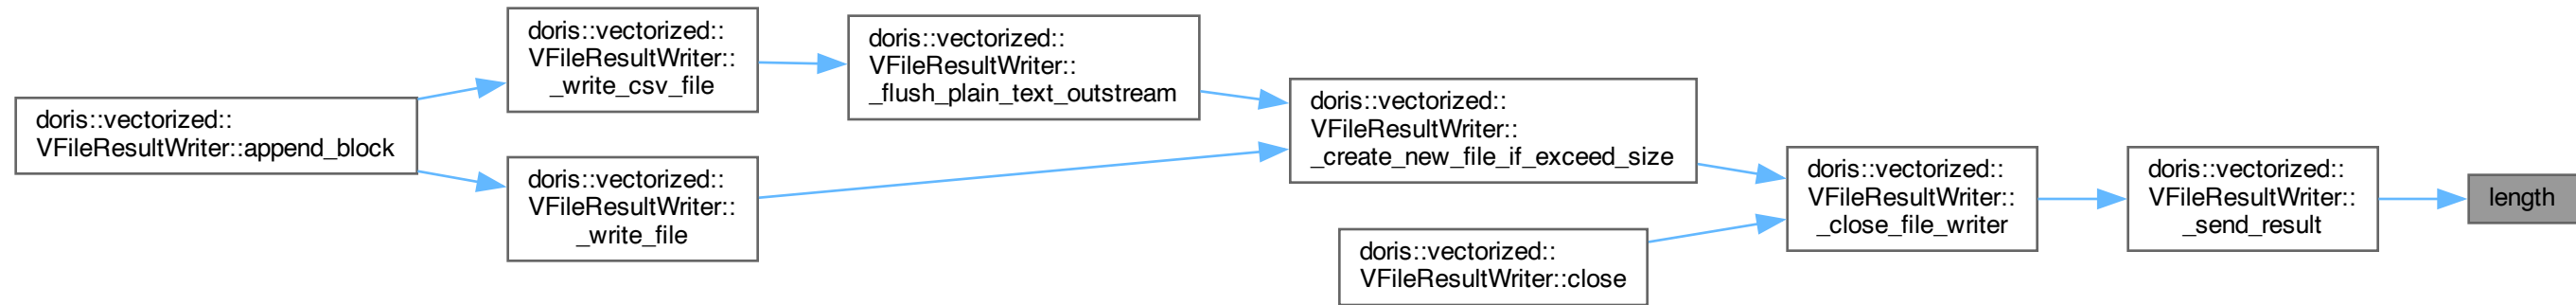 doris::vectorized::
VFileResultWriter::append_block
doris::vectorized::
VFileResultWriter::
_write_csv_file
doris::vectorized::
VFileResultWriter::
_write_file
doris::vectorized::
VFileResultWriter::
_flush_plain_text_outstream
doris::vectorized::
VFileResultWriter::
_create_new_file_if_exceed_size
doris::vectorized::
VFileResultWriter::close
doris::vectorized::
VFileResultWriter::
_close_file_writer
doris::vectorized::
VFileResultWriter::
_send_result
length